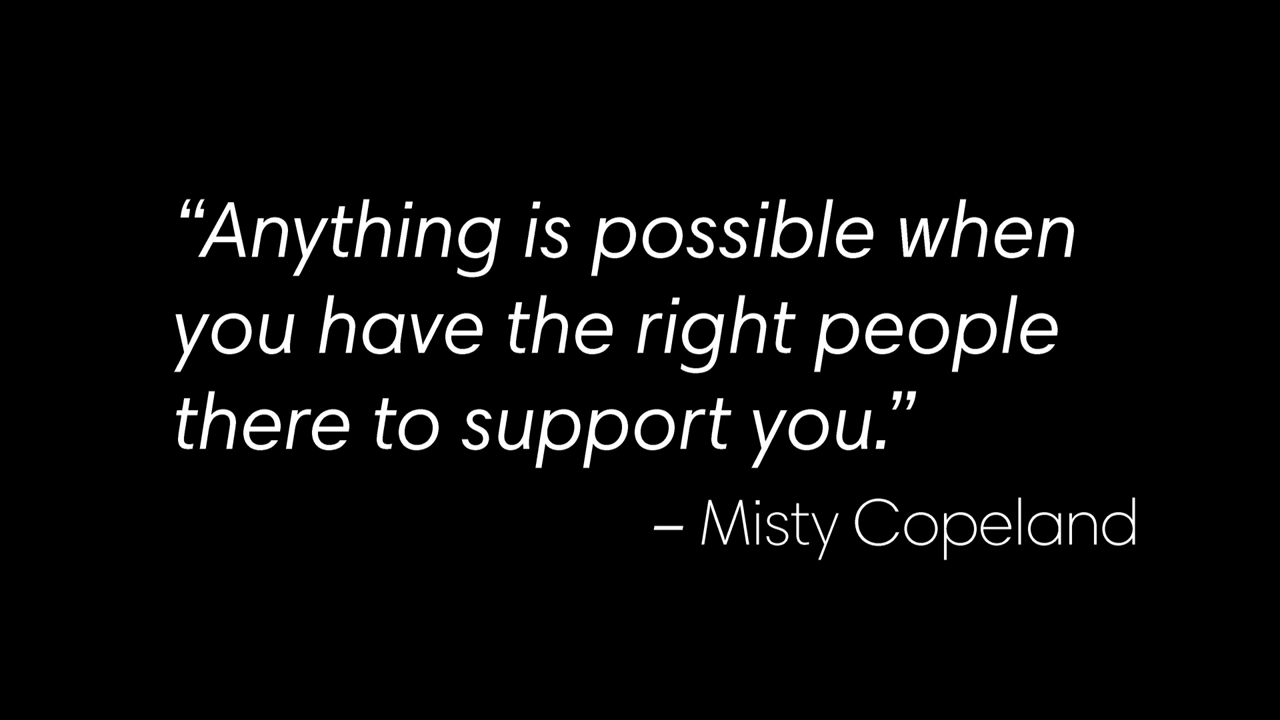 “Anything is possible when
you have the right people
there to support you.”
– Misty Copeland